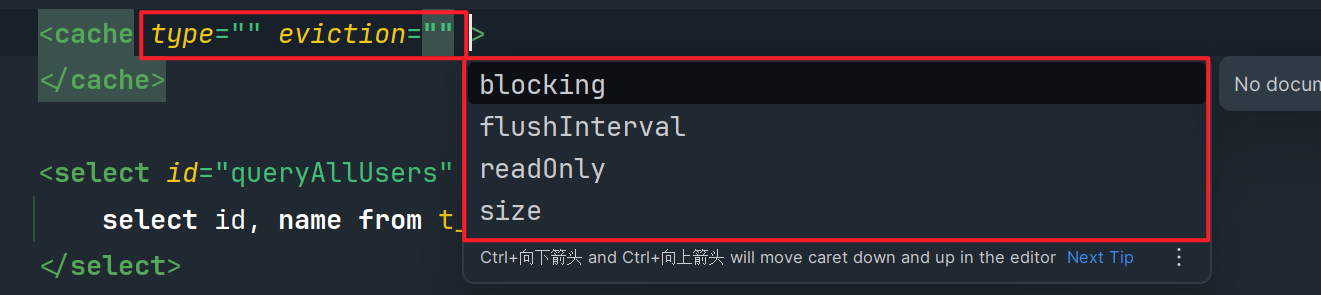 <cache type="" eviction="" >
</cache>
blocking
No docum
flushInterval
readOnly
size
<select id="queryAllUsers"
select id, name from t_
</select>
Ctrl+向下箭头 and Ctrl+向上箭头 will move caret down and up in the editor Next Tip